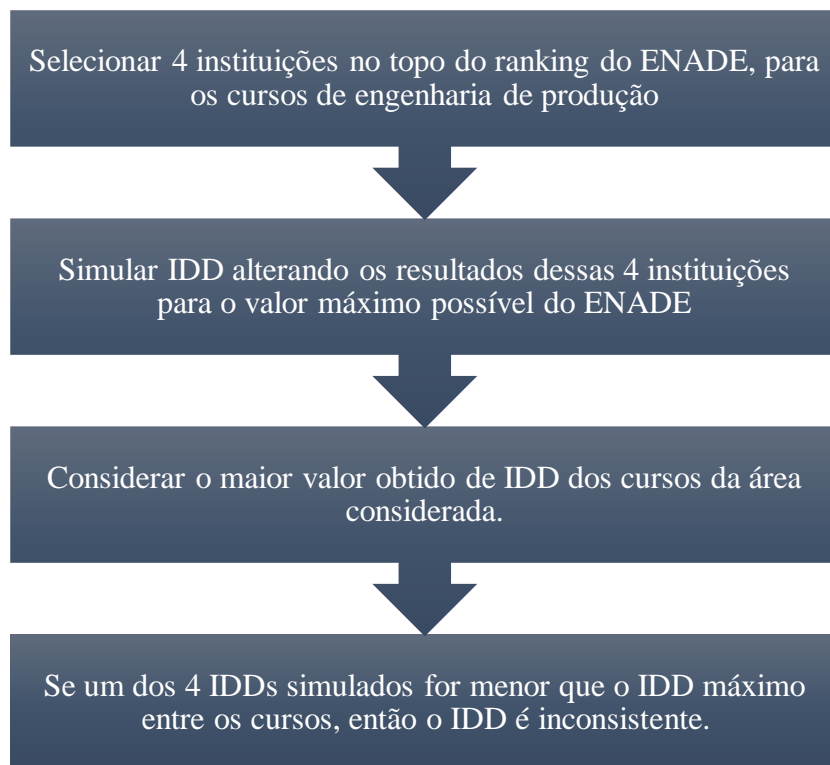 Selecionar 4 instituições no topo do ranking do ENADE, para
os cursos de engenharia de produção
Simular IDD alterando os resultados dessas 4 instituições
para o valor máximo possível do ENADE
Considerar o maior valor obtido de IDD dos cursos da área
considerada.
Se um dos 4 IDDs simulados for menor que o IDD máximo
entre os cursos, então o IDD é inconsistente.